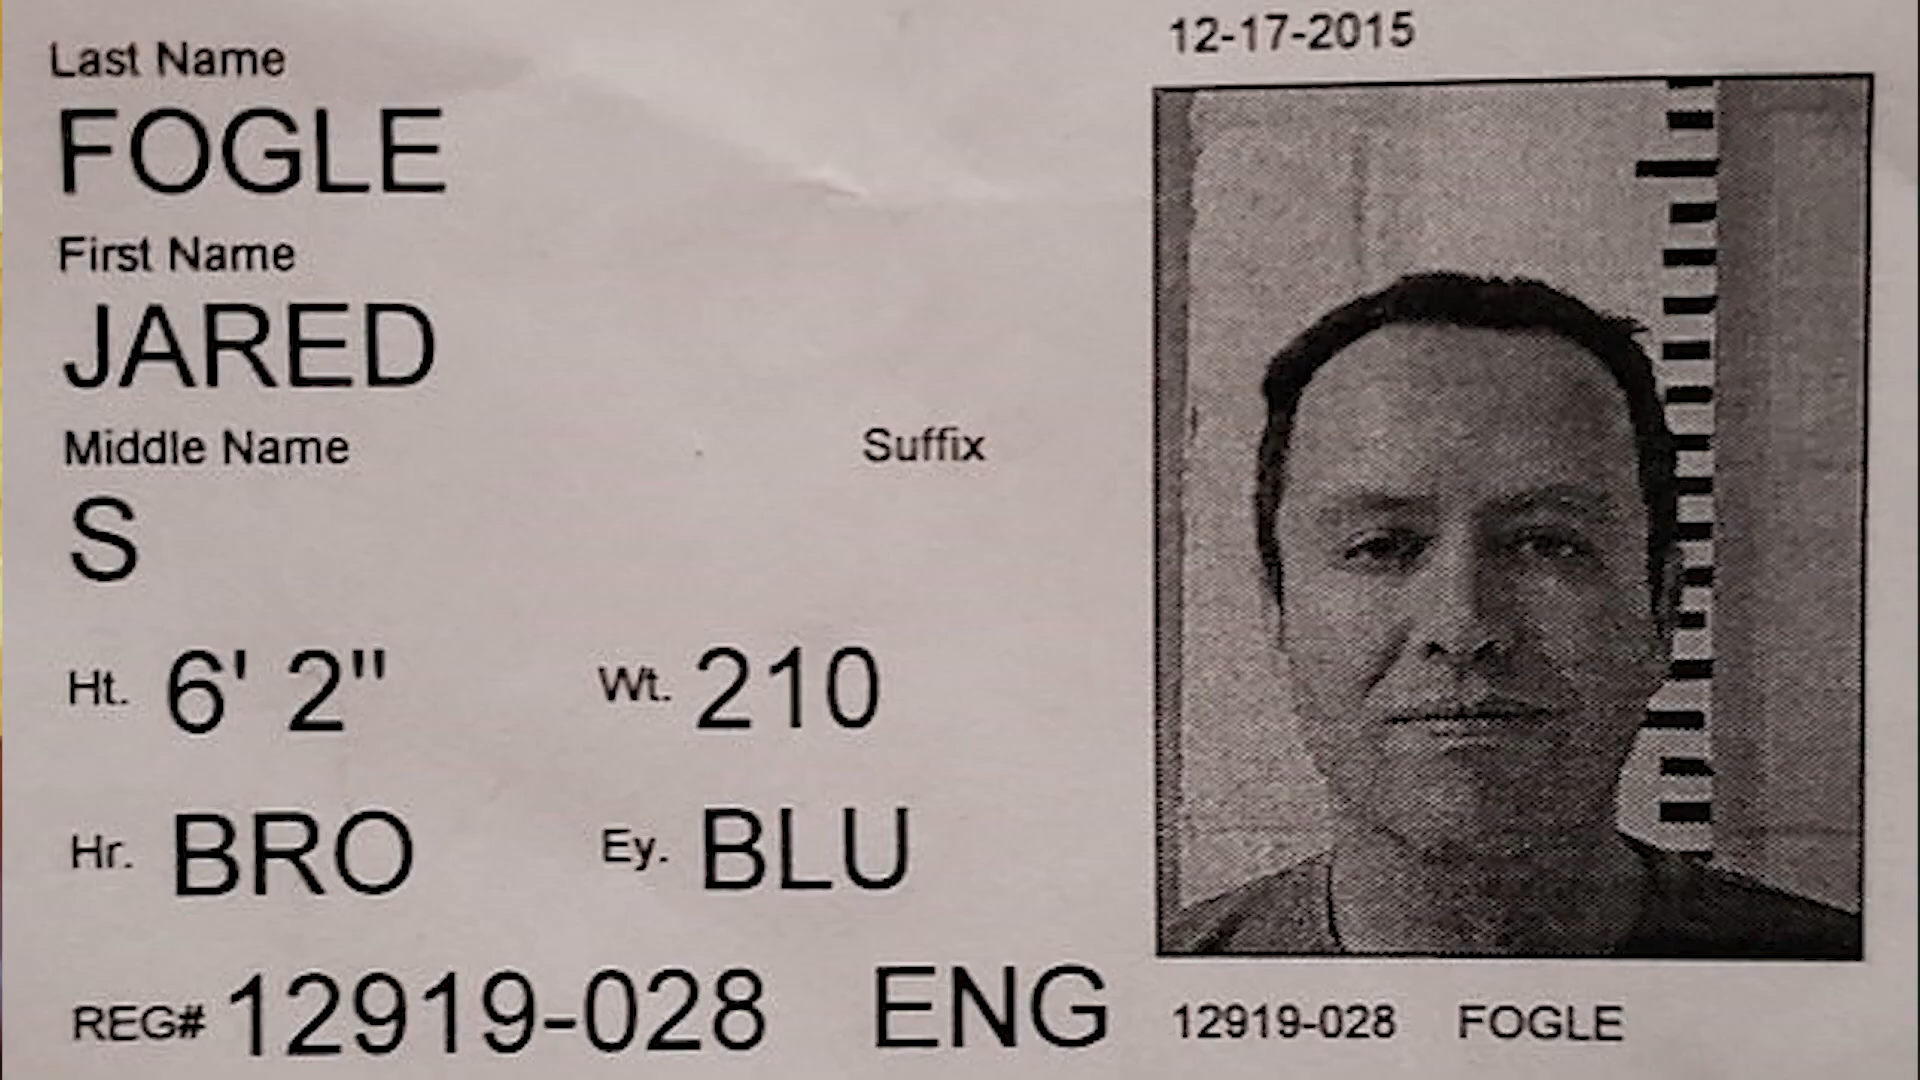 12-17-2015
Last Name
FOGLE
First Name
JARED
Middle Name Suffix
S
Ht. 6' 2" Wt. 210
Hr. BRO Ey. BLU
REG# 12919-028 ENG 12919-028 FOGLE